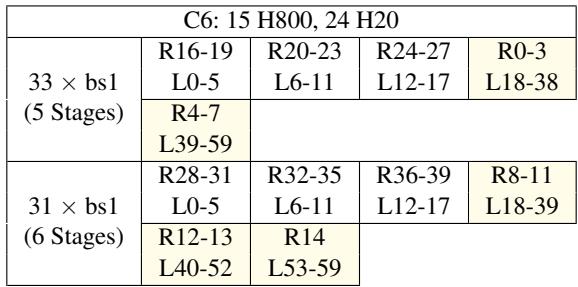 C6: 15 H800, 24 H20
33 × bs1
(5 Stages)
R16-19 R20-23 R24-27 R0-3
L0-5 L6-11 L12-17 L18-38
R4-7
L39-59
31 × bs1
(6 Stages)
R28-31 R32-35 R36-39 R8-11
L0-5 L6-11 L12-17 L18-39
R12-13 R14
L40-52 L53-59